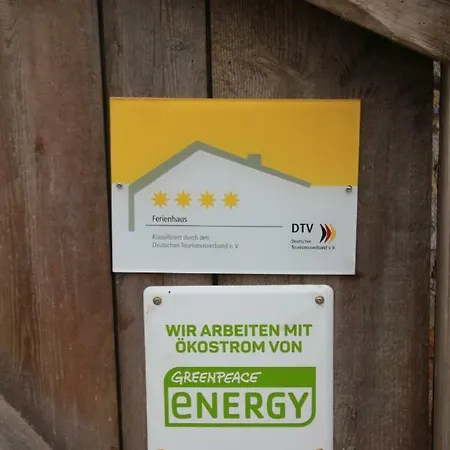 Ferienhaus
Klassifiziert durch den
Deutschen Tourismusverband e.V.
DTV
Deutscher
Tourismusverband e.V.
WIR ARBEITEN MIT
ÖKOSTROM VON
GREENPEACE
eNERGY